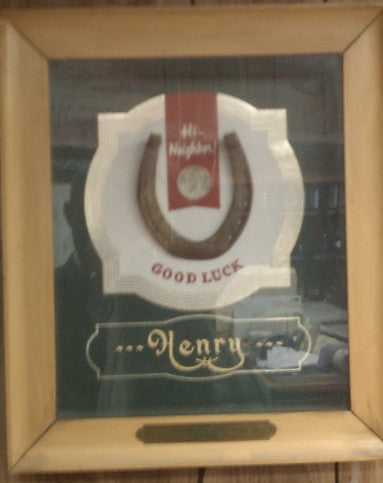 Hi-
Neighbor!
GOOD LUCK
--- Henry ---